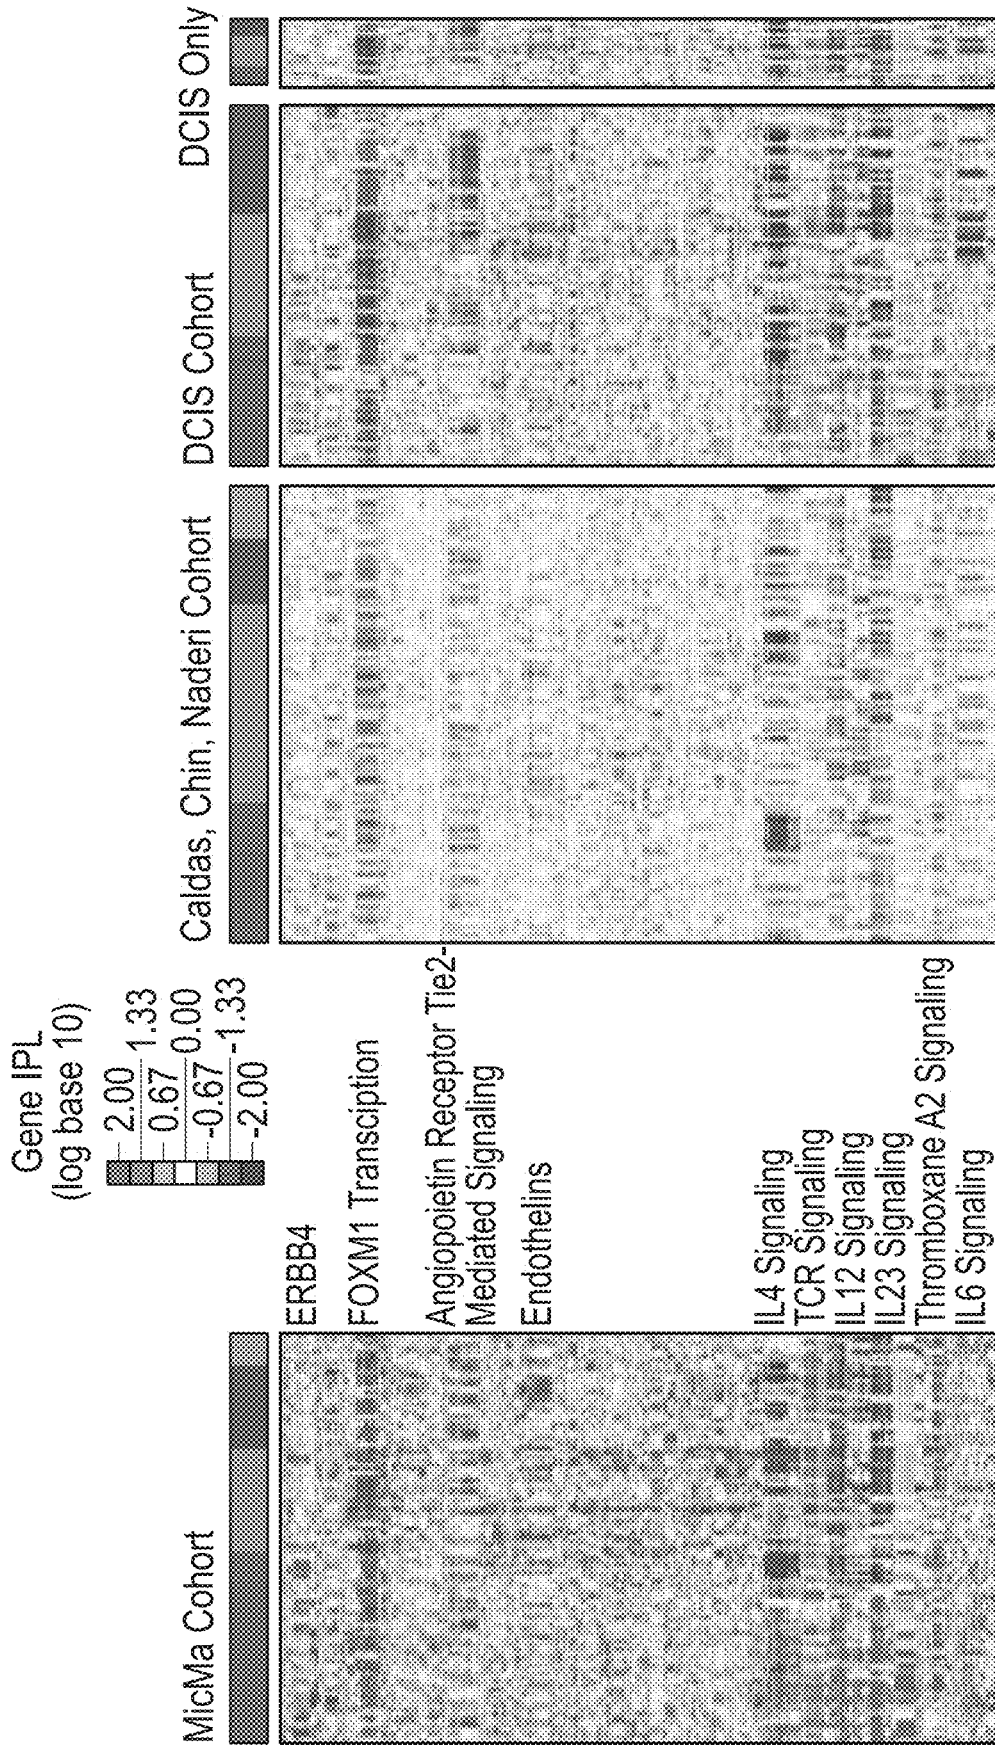 Gene IPL
(log base 10)
2.00
1.33
0.67
0.00
-0.67
-1.33
-2.00
MicMa Cohort
Caldas, Chin, Naderi Cohort
DCIS Cohort
DCIS Only
ERBB4
FOXM1 Transciption
Angiopoietin Receptor Tie2-
Mediated Signaling
Endothelins
IL4 Signaling
TCR Signaling
IL12 Signaling
IL23 Signaling
Thromboxane A2 Signaling
IL6 Signaling